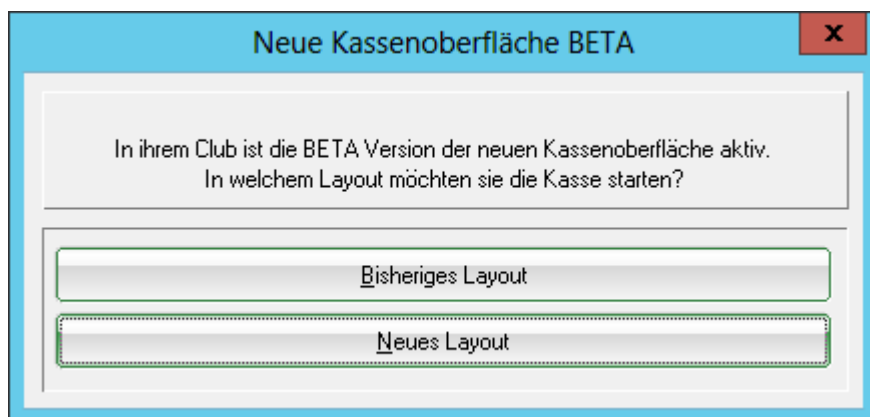 Neue Kassenoberfläche BETA
x
In ihrem Club ist die BETA Version der neuen Kassenoberfläche aktiv.
In welchem Layout möchten sie die Kasse starten?
Bisheriges Layout
Neues Layout